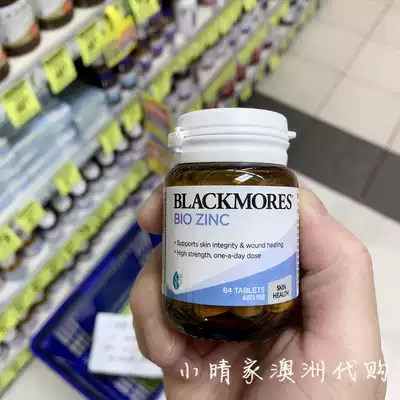 BLACKMORES®
BIO ZINC
• Supports skin integrity & wound healing
• High strength, one-a-day dose
SKIN
HEALTH
84 TABLETS
小晴家澳洲代购